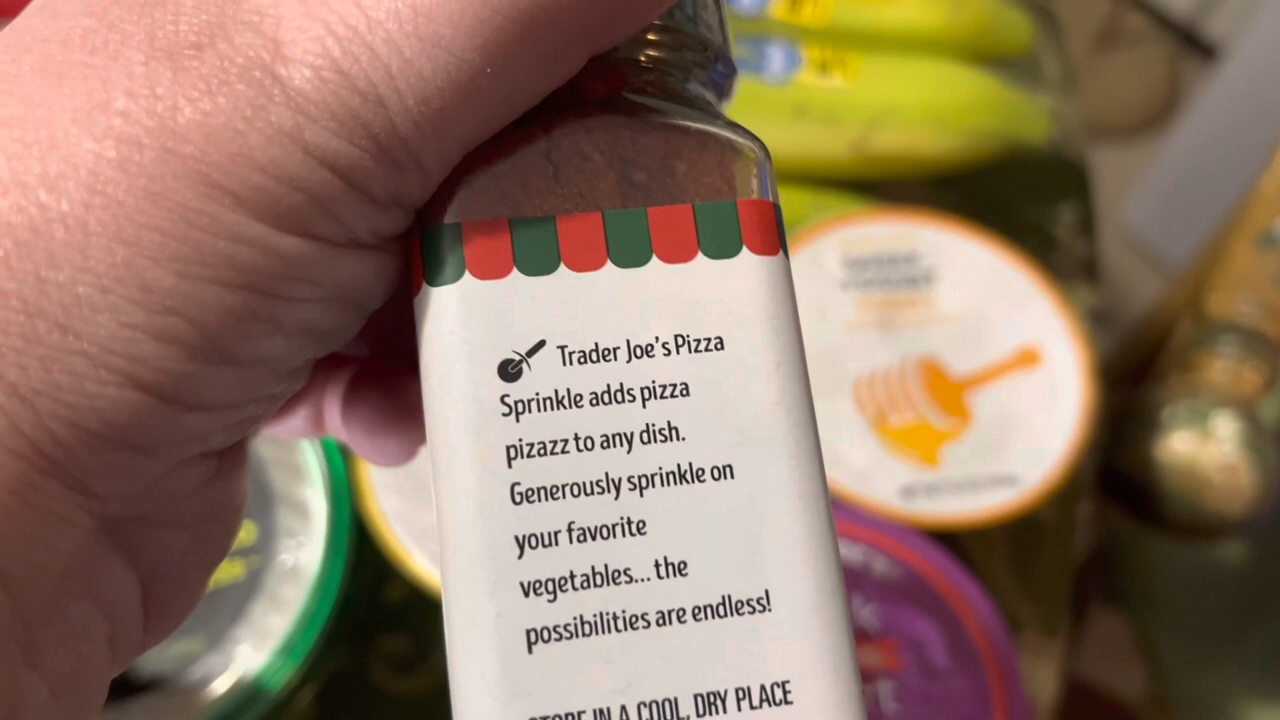 Trader Joe's Pizza
Sprinkle adds pizza
pizazz to any dish.
Generously sprinkle on
your favorite
vegetables... the
possibilities are endless!
STORE IN A COOL, DRY PLACE